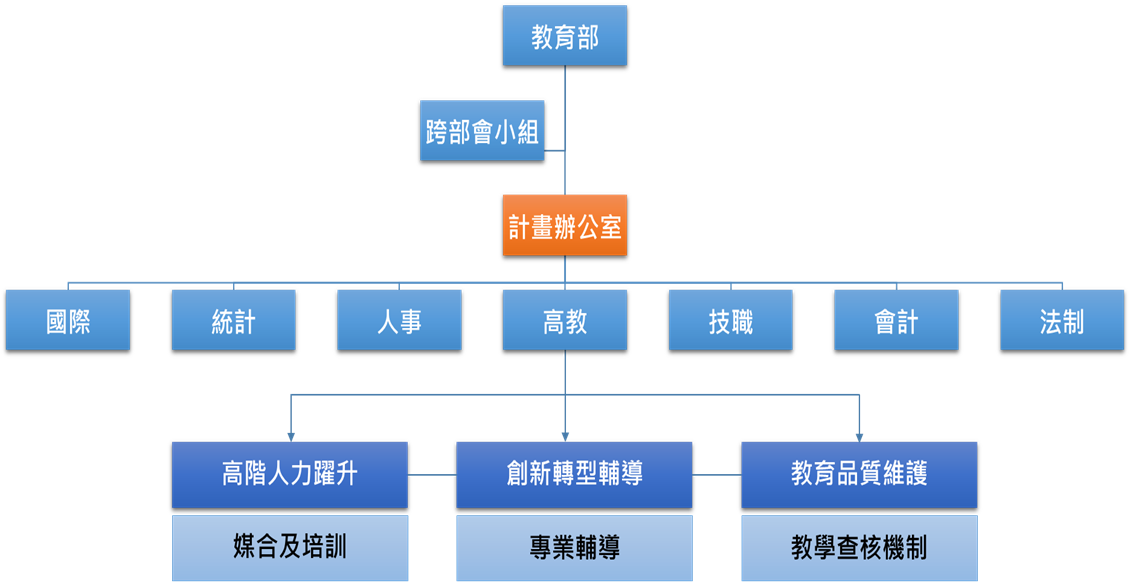 教育部
跨部會小組
計畫辦公室
國際
統計
人事
高教
技職
會計
法制
高階人力躍升
創新轉型輔導
教育品質維護
媒合及培訓
專業輔導
教學查核機制